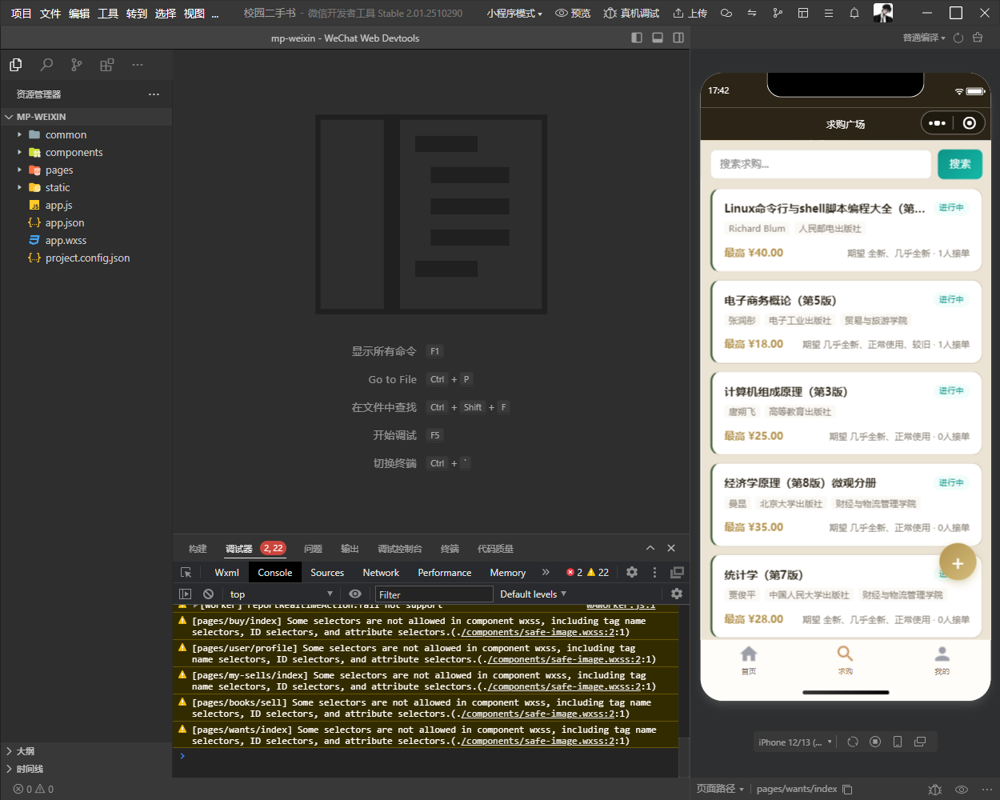 项目 文件 编辑 工具 转到 选择 视图 ... 校园二手书 - 微信开发者工具 Stable 2.01.2510290 小程序模式 预览 真机调试 上传
mp-weixin - WeChat Web Devtools
普通编译
资源管理器
MP-WEIXIN
common
components
pages
static
app.js
app.json
app.wxss
project.config.json
大纲
时间线
0 0
显示所有命令 F1
Go to File Ctrl + P
在文件中查找 Ctrl + Shift + F
开始调试 F5
切换终端 Ctrl + `
构建 调试器 2, 22 问题 输出 调试控制台 终端 代码质量
Wxml Console Sources Network Performance Memory 2 22
top Filter Default levels
[worker] reportRealtimeAction:fail not support WAWorker.js:1
[pages/buy/index] Some selectors are not allowed in component wxss, including tag name
selectors, ID selectors, and attribute selectors.(./components/safe-image.wxss:2:1)
[pages/user/profile] Some selectors are not allowed in component wxss, including tag
name selectors, ID selectors, and attribute selectors.(./components/safe-image.wxss:2:1)
[pages/my-sells/index] Some selectors are not allowed in component wxss, including tag
name selectors, ID selectors, and attribute selectors.(./components/safe-image.wxss:2:1)
[pages/books/sell] Some selectors are not allowed in component wxss, including tag name
selectors, ID selectors, and attribute selectors.(./components/safe-image.wxss:2:1)
[pages/wants/index] Some selectors are not allowed in component wxss, including tag name
selectors, ID selectors, and attribute selectors.(./components/safe-image.wxss:2:1)
17:42
求购广场
搜索求购... 搜索
Linux命令行与shell脚本编程大全（第... 进行中
Richard Blum 人民邮电出版社
最高 ¥40.00 期望 全新、几乎全新 · 1人接单
电子商务概论（第5版） 进行中
张润彤 电子工业出版社 贸易与旅游学院
最高 ¥18.00 期望 几乎全新、正常使用、较旧 · 1人接单
计算机组成原理（第3版） 进行中
唐朔飞 高等教育出版社
最高 ¥25.00 期望 几乎全新、正常使用 · 0人接单
经济学原理（第8版）微观分册 进行中
曼昆 北京大学出版社 财经与物流管理学院
最高 ¥35.00 期望 几乎全新、正常使用 · 0人接单
统计学（第7版）
贾俊平 中国人民大学出版社 财经与物流管理学院
最高 ¥28.00 期望 全新、几乎全新 · 0人接单
首页 求购 我的
iPhone 12/13 (...
页面路径 pages/wants/index